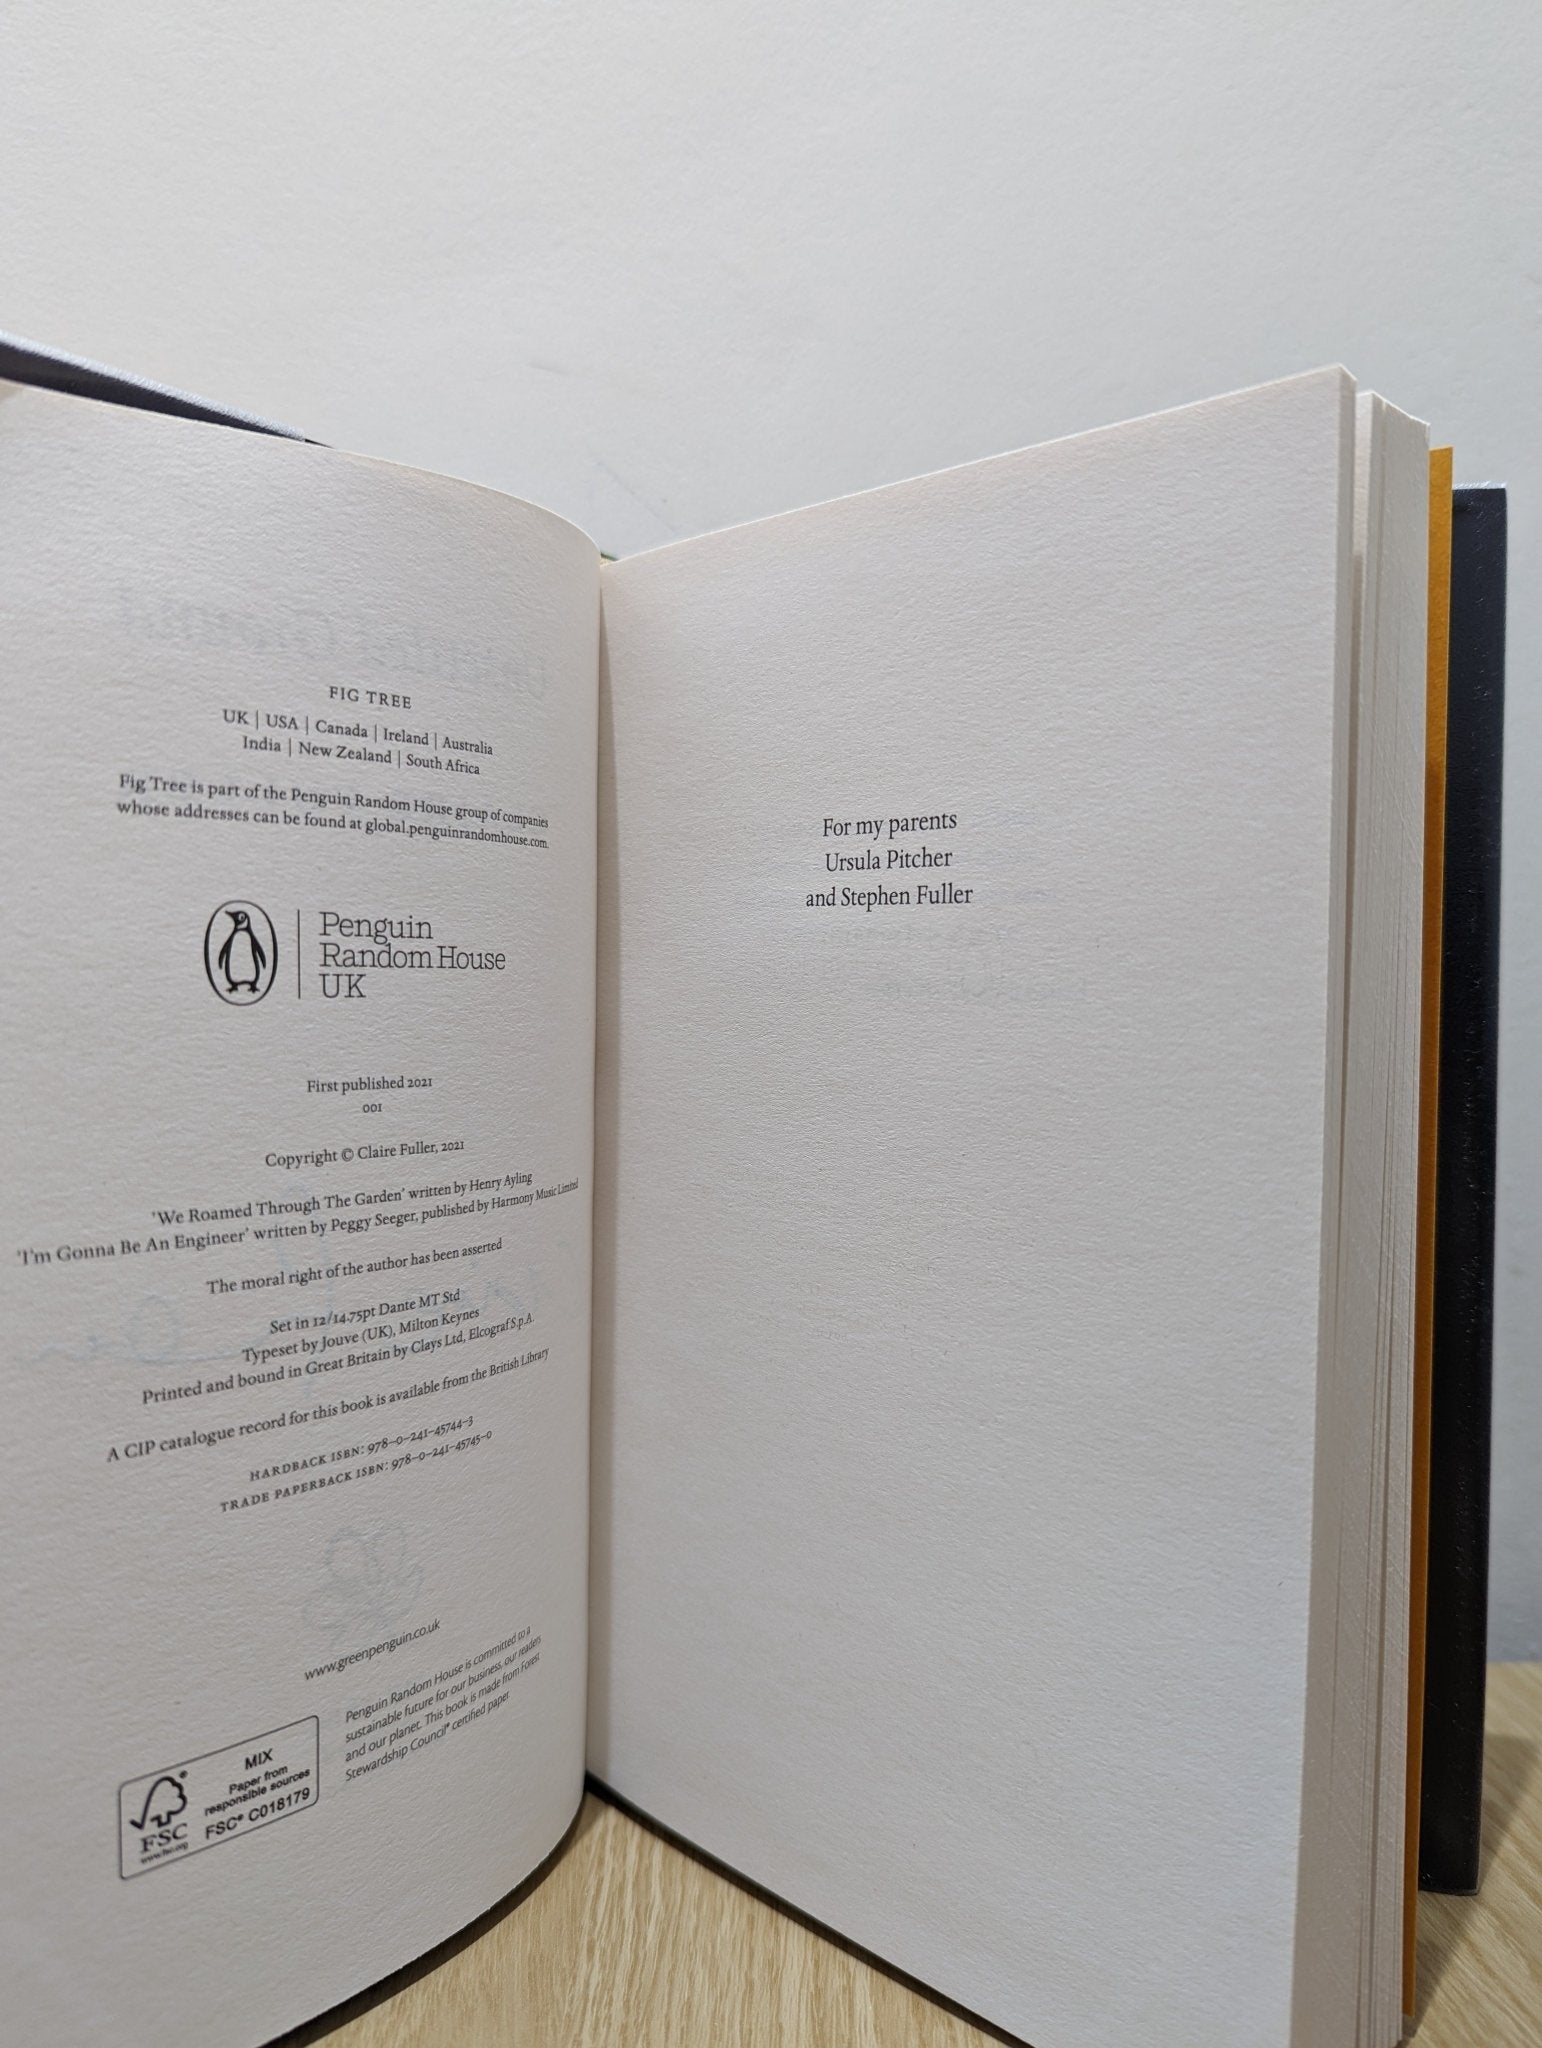 FIG TREE
UK | USA | Canada | Ireland | Australia
India | New Zealand | South Africa
Fig Tree is part of the Penguin Random House group of companies
whose addresses can be found at global.penguinrandomhouse.com.
Penguin
Random House
UK
First published 2021
001
Copyright © Claire Fuller, 2021
'We Roamed Through The Garden' written by Henry Ayling
'I'm Gonna Be An Engineer' written by Peggy Seeger, published by Harmony Music Limited
The moral right of the author has been asserted
Set in 12/14.75pt Dante MT Std
Typeset by Jouve (UK), Milton Keynes
Printed and bound in Great Britain by Clays Ltd, Elcograf S.p.A.
A CIP catalogue record for this book is available from the British Library
HARDBACK ISBN: 978–0–241–45744–3
TRADE PAPERBACK ISBN: 978–0–241–45745–0
www.greenpenguin.co.uk
MIX
Paper from
responsible sources
FSC® C018179
FSC
www.fsc.org
Penguin Random House is committed to a
sustainable future for our business, our readers
and our planet. This book is made from Forest
Stewardship Council® certified paper.
For my parents
Ursula Pitcher
and Stephen Fuller